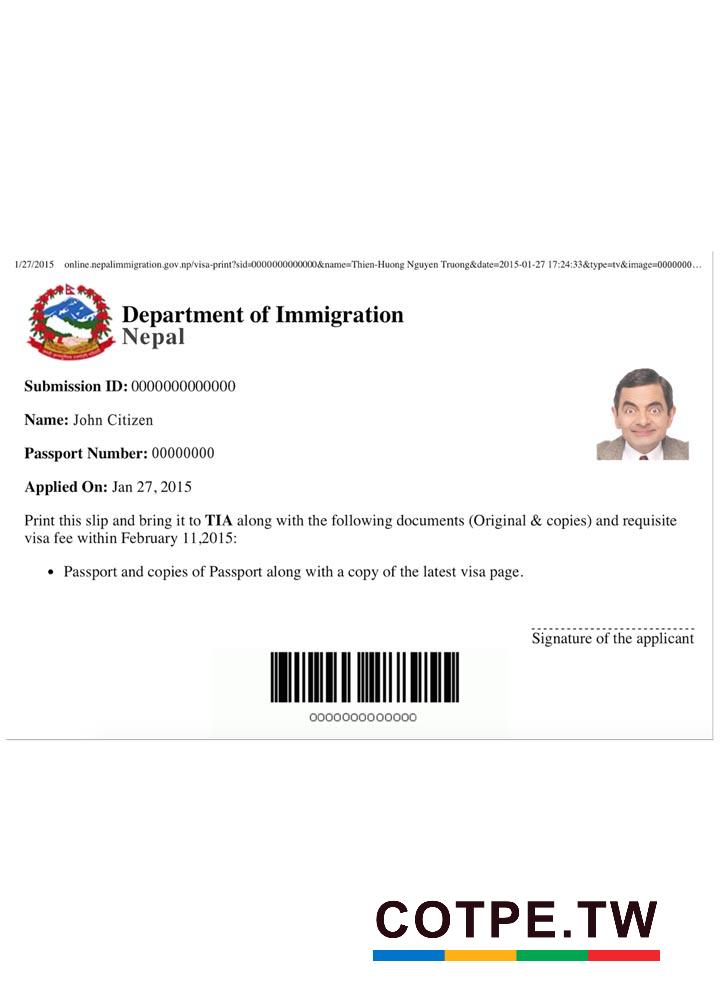 1/27/2015 online.nepalimmigration.gov.np/visa-print?sid=0000000000000&name=Thien-Huong Nguyen Truong&date=2015-01-27 17:24:33&type=tv&image=0000000…
Department of Immigration
Nepal
Submission ID: 0000000000000
Name: John Citizen
Passport Number: 00000000
Applied On: Jan 27, 2015
Print this slip and bring it to TIA along with the following documents (Original & copies) and requisite
visa fee within February 11,2015:
• Passport and copies of Passport along with a copy of the latest visa page.
Signature of the applicant
0000000000000
COTPE.TW